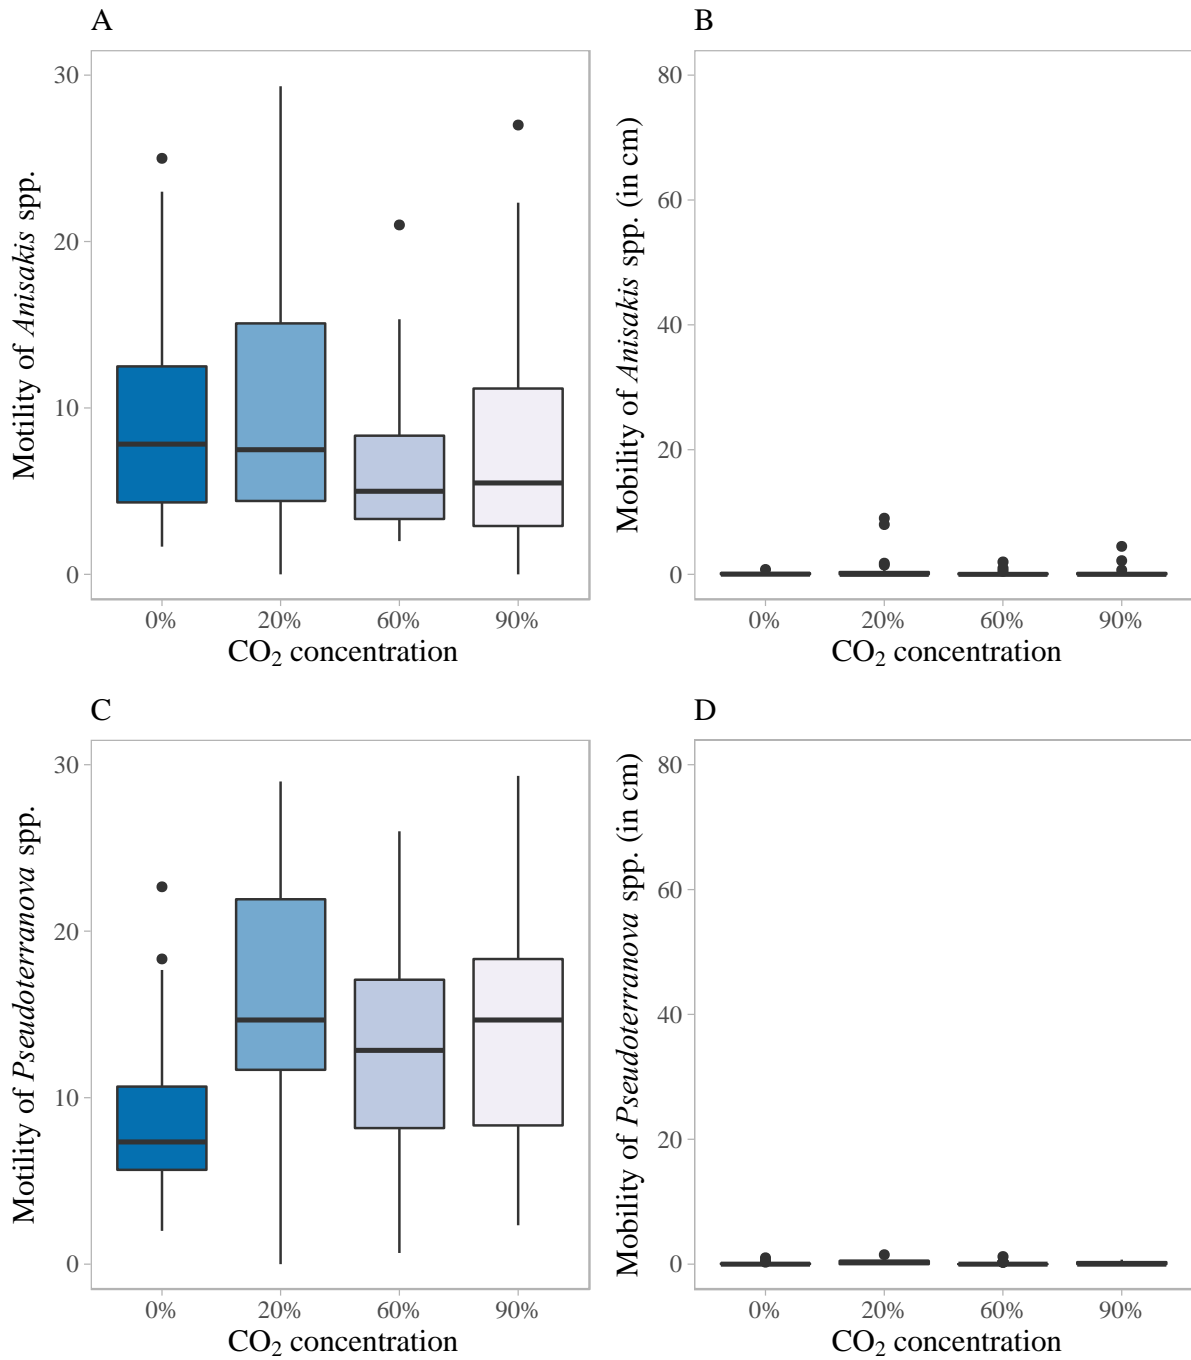 A
Motility of Anisakis spp.
30
20
10
0
0% 20% 60% 90%
CO₂ concentration
B
Mobility of Anisakis spp. (in cm)
80
60
40
20
0
0% 20% 60% 90%
CO₂ concentration
C
Motility of Pseudoterranova spp.
30
20
10
0
0% 20% 60% 90%
CO₂ concentration
D
Mobility of Pseudoterranova spp. (in cm)
80
60
40
20
0
0% 20% 60% 90%
CO₂ concentration